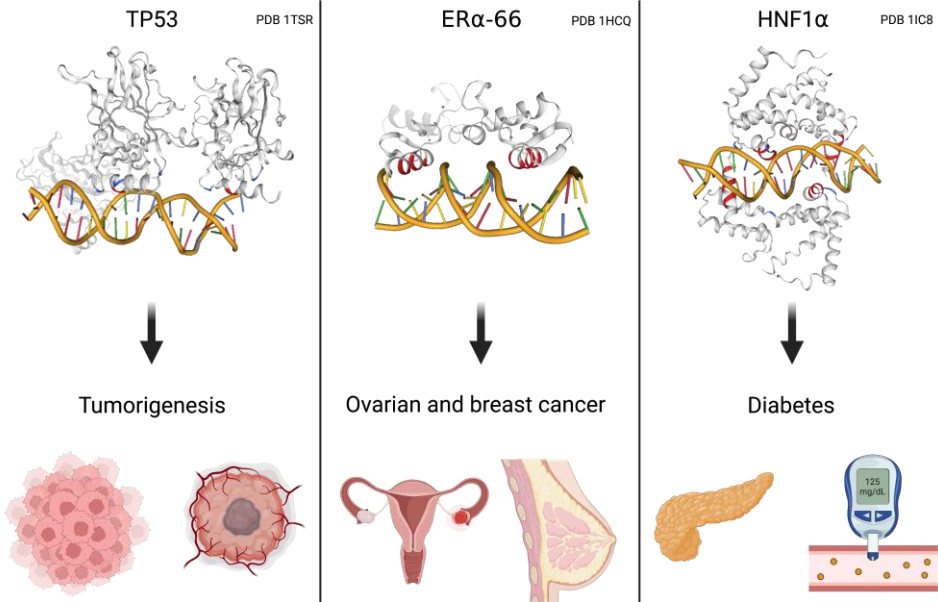 TP53
PDB 1TSR
ERα-66
PDB 1HCQ
HNF1α
PDB 1IC8
Tumorigenesis
Ovarian and breast cancer
Diabetes
125
mg/dL